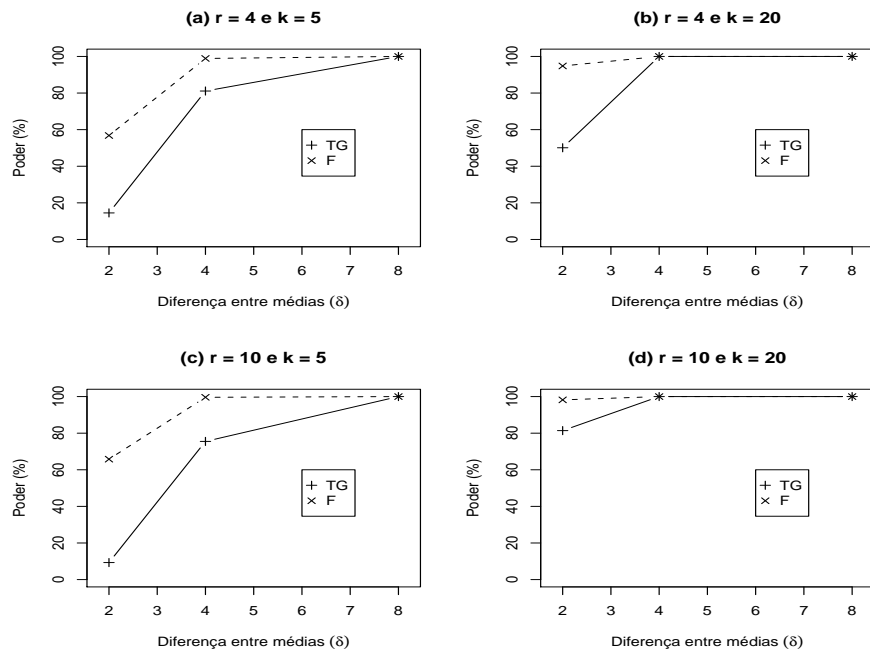 (a) r = 4 e k = 5
Poder (%)
100
80
60
40
20
0
TG
F
2 3 4 5 6 7 8
Diferença entre médias (δ)
(b) r = 4 e k = 20
Poder (%)
100
80
60
40
20
0
TG
F
2 3 4 5 6 7 8
Diferença entre médias (δ)
(c) r = 10 e k = 5
Poder (%)
100
80
60
40
20
0
TG
F
2 3 4 5 6 7 8
Diferença entre médias (δ)
(d) r = 10 e k = 20
Poder (%)
100
80
60
40
20
0
TG
F
2 3 4 5 6 7 8
Diferença entre médias (δ)